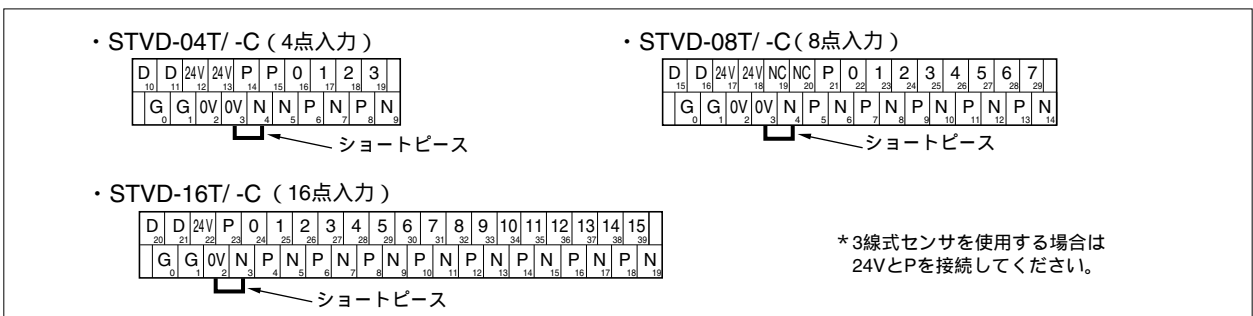 ・STVD-04T/ -C（4点入力）
D D 24V 24V P P 0 1 2 3
10 11 12 13 14 15 16 17 18 19
G G 0V 0V N N P N P N
0 1 2 3 4 5 6 7 8 9
ショートピース
・STVD-08T/ -C（8点入力）
D D 24V 24V NC NC P 0 1 2 3 4 5 6 7
15 16 17 18 19 20 21 22 23 24 25 26 27 28 29
G G 0V 0V N P N P N P N P N P N
0 1 2 3 4 5 6 7 8 9 10 11 12 13 14
ショートピース
・STVD-16T/ -C（16点入力）
D D 24V P 0 1 2 3 4 5 6 7 8 9 10 11 12 13 14 15
20 21 22 23 24 25 26 27 28 29 30 31 32 33 34 35 36 37 38 39
G G 0V N P N P N P N P N P N P N P N P N
0 1 2 3 4 5 6 7 8 9 10 11 12 13 14 15 16 17 18 19
ショートピース
＊3線式センサを使用する場合は
24VとPを接続してください。